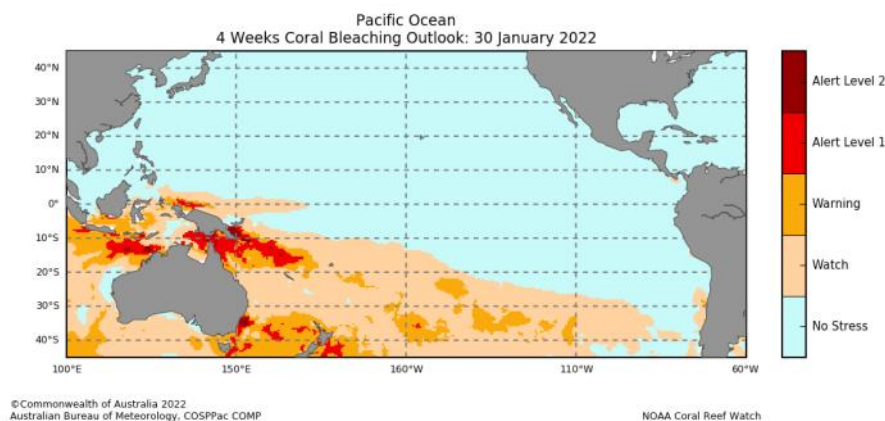 Pacific Ocean
4 Weeks Coral Bleaching Outlook: 30 January 2022
40°N
30°N
20°N
10°N
0°
10°S
20°S
30°S
40°S
100°E
150°E
160°W
110°W
60°W
Alert Level 2
Alert Level 1
Warning
Watch
No Stress
©Commonwealth of Australia 2022
Australian Bureau of Meteorology, COSPPac COMP
NOAA Coral Reef Watch